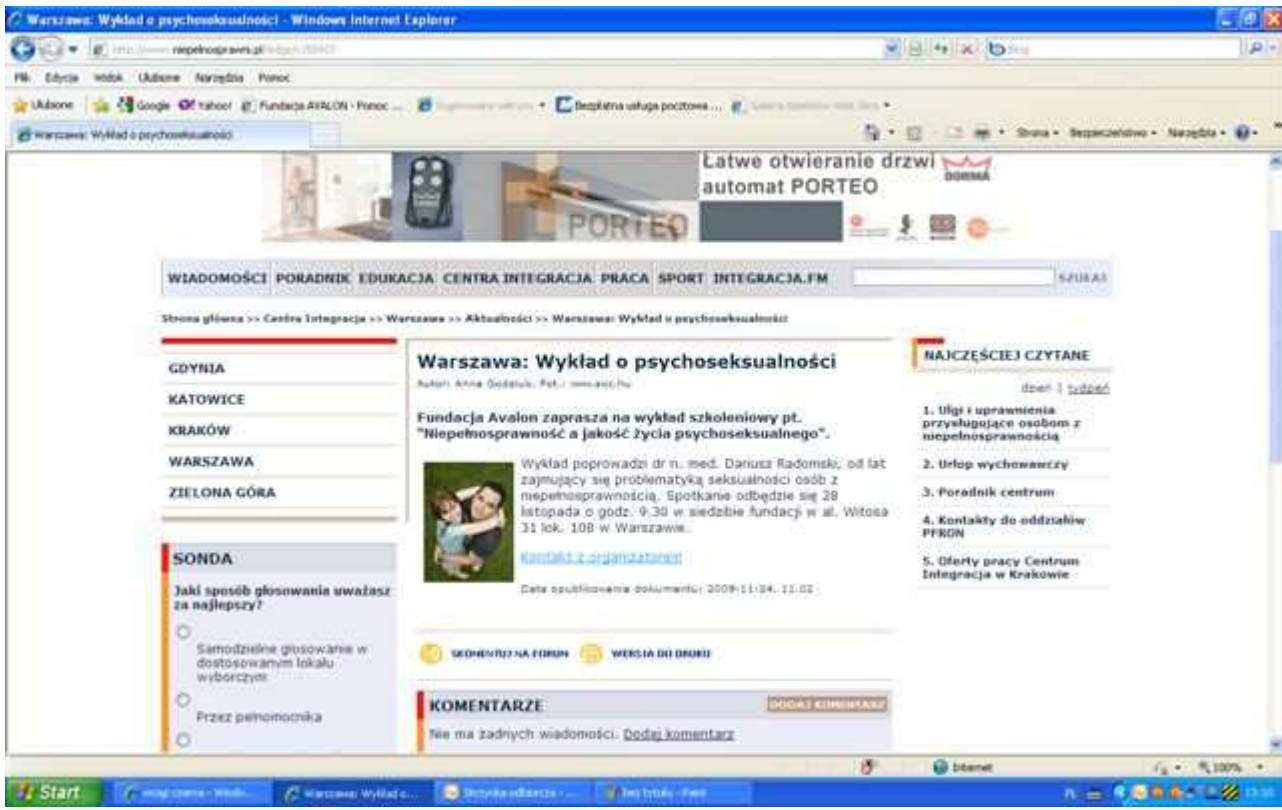 Warszawa: Wykład o psychoseksualności - Windows Internet Explorer
Plik Edycja Widok Ulubione Narzędzia Pomoc
Ulubione Google Yahoo! Fundacja AVALON - Pomoc ... Bezpłatna usługa pocztowa ...
Warszawa: Wykład o psychoseksualności Strona Bezpieczeństwo Narzędzia
Łatwe otwieranie drzwi
automat PORTEO
DORMA
PORTEO
WIADOMOŚCI PORADNIK EDUKACJA CENTRA INTEGRACJA PRACA SPORT INTEGRACJA.FM SZUKAJ
Strona główna >> Centra Integracja >> Warszawa >> Aktualności >> Warszawa: Wykład o psychoseksualności
GDYNIA
KATOWICE
KRAKÓW
WARSZAWA
ZIELONA GÓRA
SONDA
Jaki sposób głosowania uważasz
za najlepszy?
Samodzielne głosowanie w
dostosowanym lokalu
wyborczym
Przez pełnomocnika
Warszawa: Wykład o psychoseksualności
Autor: Anna
Fundacja Avalon zaprasza na wykład szkoleniowy pt.
"Niepełnosprawność a jakość życia psychoseksualnego".
Wykład poprowadzi dr n. med. Dariusz Radomski, od lat
zajmujący się problematyką seksualności osób z
niepełnosprawnością. Spotkanie odbędzie się 28
listopada o godz. 9.30 w siedzibie fundacji w al. Witosa
31 lok. 108 w Warszawie.
Kontakt z organizatorem
Data opublikowania dokumentu: 2009-11-24, 11:02
SKOMENTUJ NA FORUM WERSJA DO DRUKU
KOMENTARZE DODAJ KOMENTARZ
Nie ma żadnych wiadomości. Dodaj komentarz
NAJCZĘŚCIEJ CZYTANE
dzień | tydzień
1. Ulgi i uprawnienia
przysługujące osobom z
niepełnosprawnością
2. Urlop wychowawczy
3. Poradnik centrum
4. Kontakty do oddziałów
PFRON
5. Oferty pracy Centrum
Integracja w Krakowie
Internet 100%
Start Warszawa: Wykład o... PL